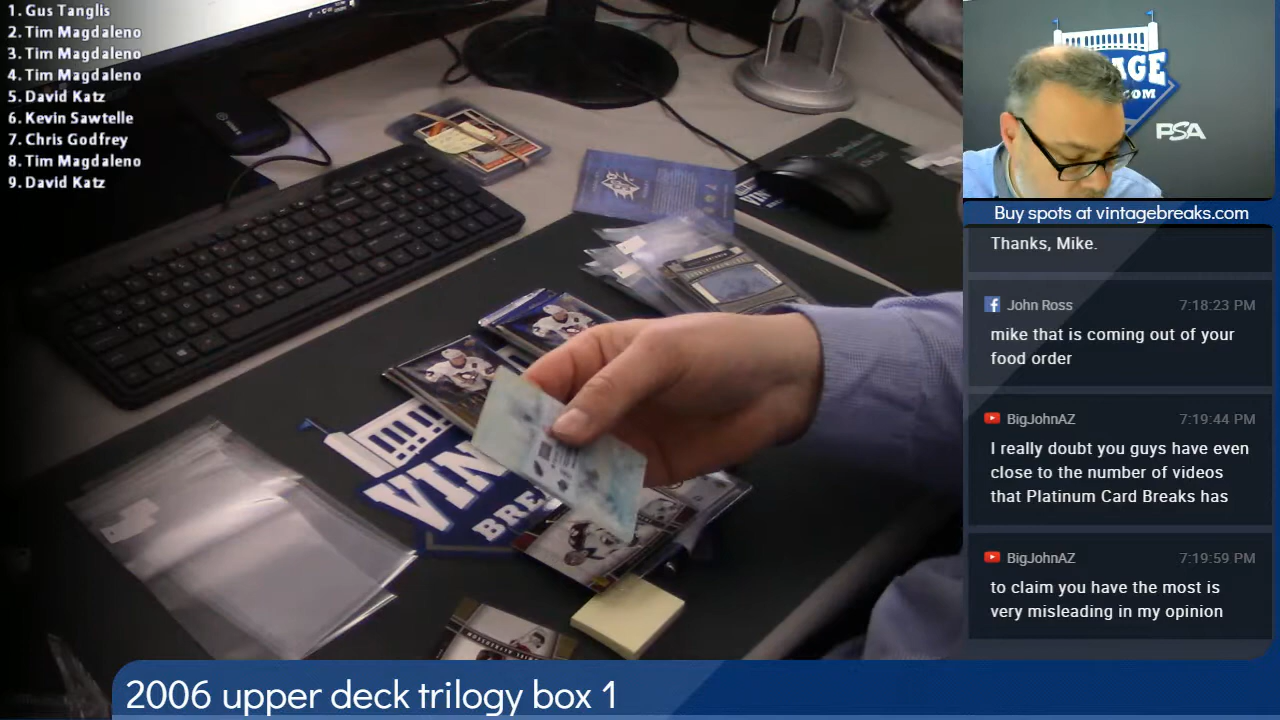 1. Gus Tanglis
2. Tim Magdaleno
3. Tim Magdaleno
4. Tim Magdaleno
5. David Katz
6. Kevin Sawtelle
7. Chris Godfrey
8. Tim Magdaleno
9. David Katz
VIN
BRE
AGE
.COM
PSA
Buy spots at vintagebreaks.com
Thanks, Mike.
John Ross 7:18:23 PM
mike that is coming out of your
food order
BigJohnAZ 7:19:44 PM
I really doubt you guys have even
close to the number of videos
that Platinum Card Breaks has
BigJohnAZ 7:19:59 PM
to claim you have the most is
very misleading in my opinion
2006 upper deck trilogy box 1